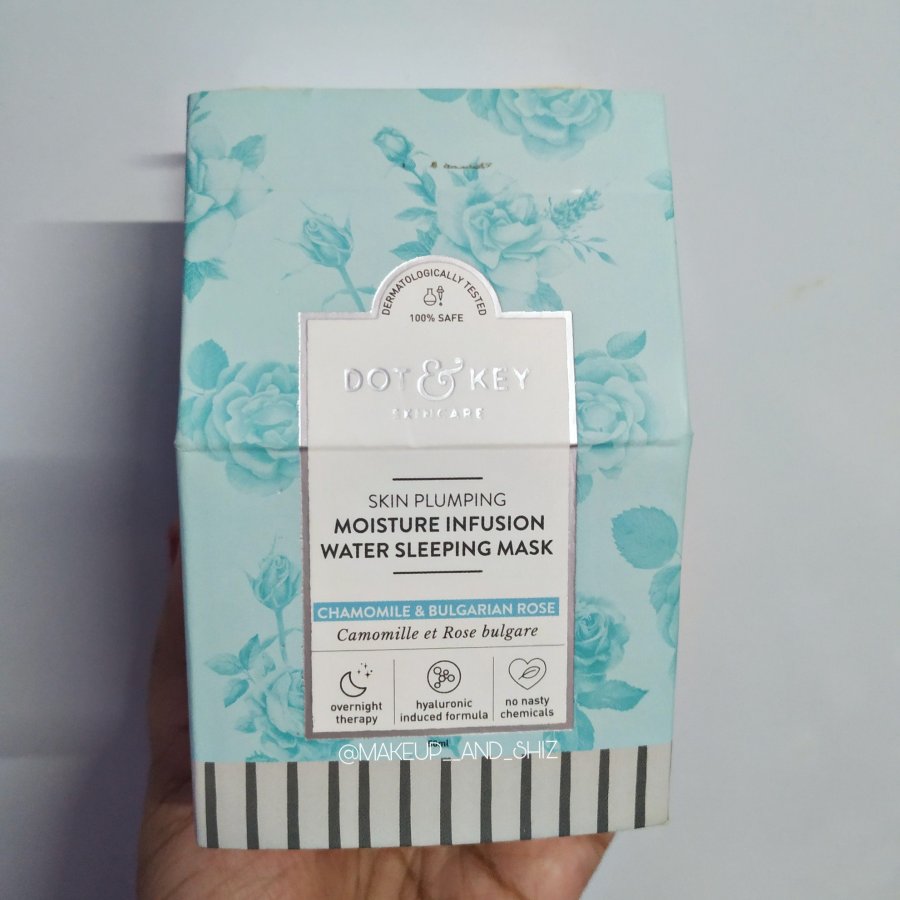 DERMATOLOGICALLY TESTED
100% SAFE
DOT & KEY
SKINCARE
SKIN PLUMPING
MOISTURE INFUSION
WATER SLEEPING MASK
CHAMOMILE & BULGARIAN ROSE
Camomille et Rose bulgare
overnight
therapy
hyaluronic
induced formula
no nasty
chemicals
@MAKEUP_AND_SHIZ